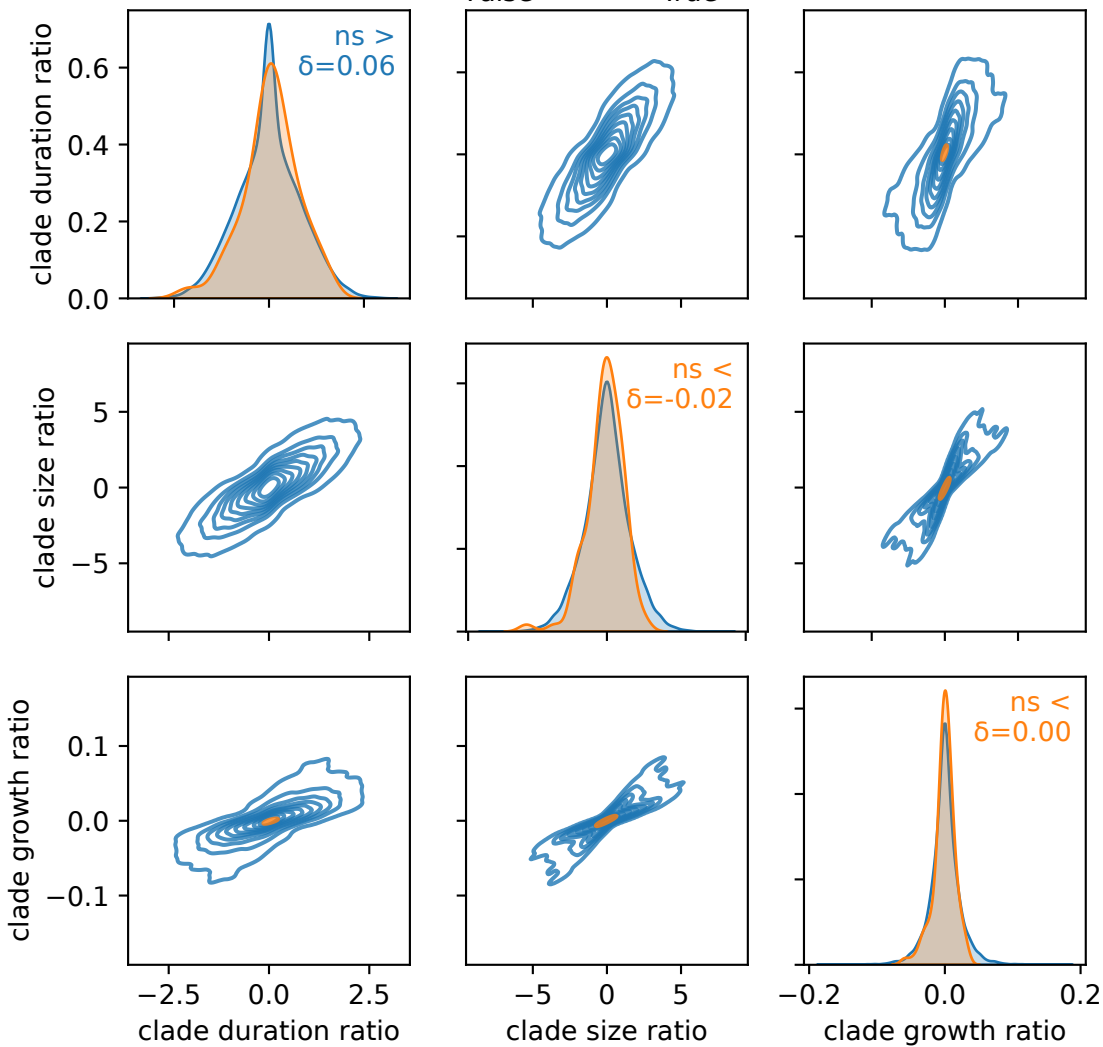 clade duration ratio
0.6
0.4
0.2
0.0
ns >
δ=0.06
clade size ratio
5
0
−5
ns <
δ=-0.02
clade growth ratio
0.1
0.0
−0.1
ns <
δ=0.00
−2.5 0.0 2.5
clade duration ratio
−5 0 5
clade size ratio
−0.2 0.0 0.2
clade growth ratio